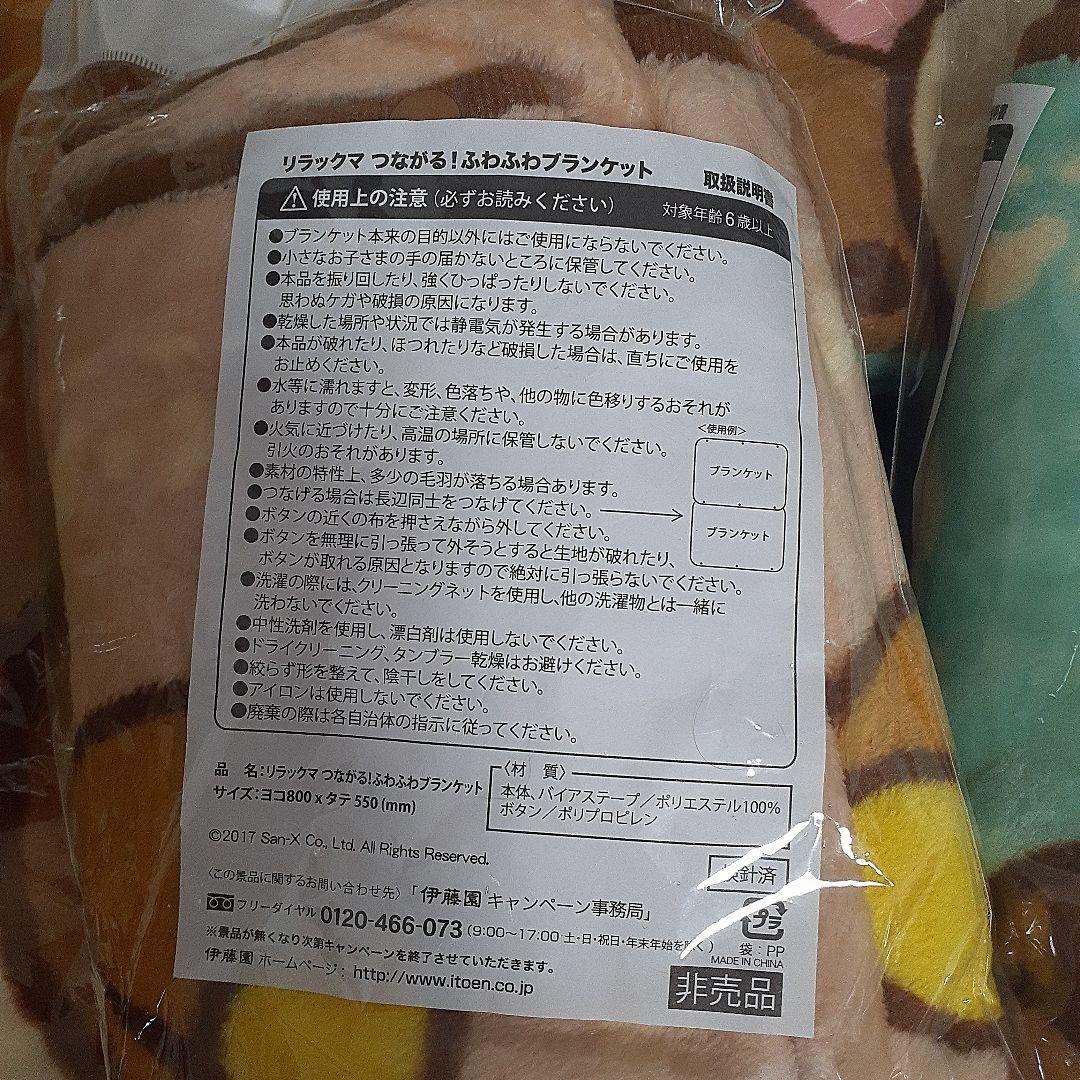 リラックマ つながる!ふわふわブランケット 取扱説明書
使用上の注意(必ずお読みください) 対象年齢6歳以上
●ブランケット本来の目的以外にはご使用にならないでください。
●小さなお子さまの手の届かないところに保管してください。
●本品を振り回したり、強くひっぱったりしないでください。
思わぬケガや破損の原因になります。
●乾燥した場所や状況では静電気が発生する場合があります。
●本品が破れたり、ほつれたりなど破損した場合は、直ちにご使用を
お止めください。
●水等に濡れますと、変形、色落ちや、他の物に色移りするおそれが
ありますので十分にご注意ください。
●火気に近づけたり、高温の場所に保管しないでください。
引火のおそれがあります。
●素材の特性上、多少の毛羽が落ちる場合あります。
●つなげる場合は長辺同士をつなげてください。
<使用例>
ブランケット
ブランケット
●ボタンの近くの布を押さえながら外してください。
●ボタンを無理に引っ張って外そうとすると生地が破れたり、
ボタンが取れる原因となりますので絶対に引っ張らないでください。
●洗濯の際には、クリーニングネットを使用し、他の洗濯物とは一緒に
洗わないでください。
●中性洗剤を使用し、漂白剤は使用しないでください。
●ドライクリーニング、タンブラー乾燥はお避けください。
●絞らず形を整えて、陰干しをしてください。
●アイロンは使用しないでください。
●廃棄の際は各自治体の指示に従ってください。
品 名:リラックマ つながる!ふわふわブランケット
サイズ:ヨコ800 x タテ 550 (mm)
〈材 質〉
本体、バイアステープ/ポリエステル100%
ボタン/ポリプロピレン
©2017 San-X Co., Ltd. All Rights Reserved.
検針済
〈この景品に関するお問い合わせ先〉「伊藤園 キャンペーン事務局」
フリーダイヤル 0120-466-073 (9:00〜17:00 土・日・祝日・年末年始を除く)
※景品が無くなり次第キャンペーンを終了させていただきます。
伊藤園 ホームページ: http://www.itoen.co.jp
プラ
袋:PP
MADE IN CHINA
非売品